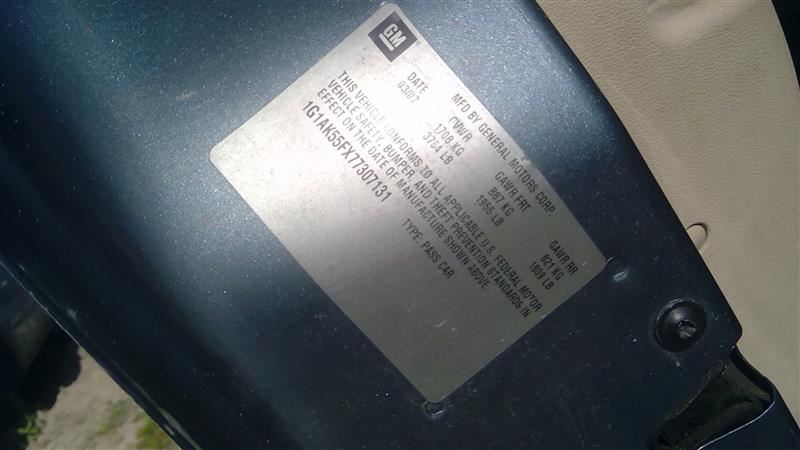 GM
MFD BY GENERAL MOTORS CORP
DATE GVWR GAWR FRT GAWR RR
03/07 1708 KG 887 KG 821 KG
3764 LB 1955 LB 1809 LB
THIS VEHICLE CONFORMS TO ALL APPLICABLE U.S. FEDERAL MOTOR
VEHICLE SAFETY, BUMPER, AND THEFT PREVENTION STANDARDS IN
EFFECT ON THE DATE OF MANUFACTURE SHOWN ABOVE.
1G1AK55FX77307131 TYPE: PASS CAR